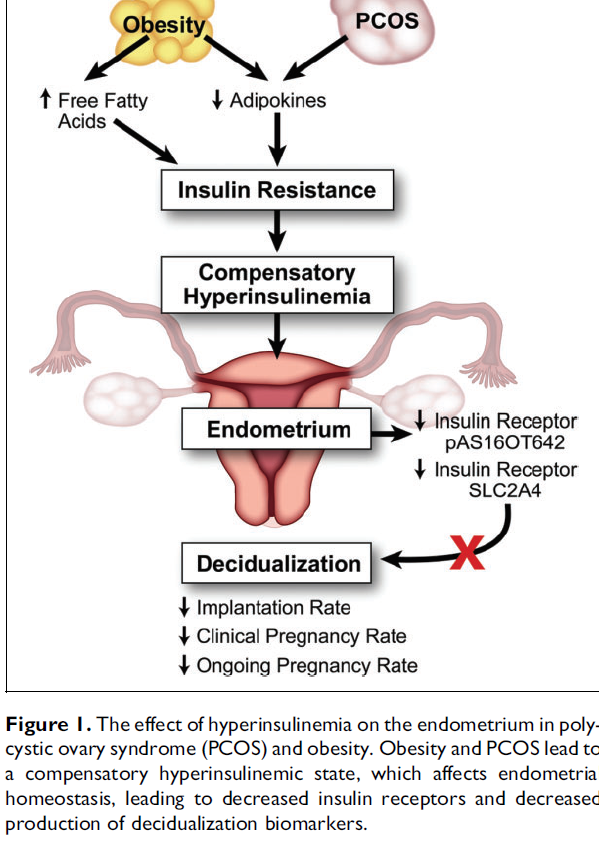 Obesity
PCOS
↑ Free Fatty
Acids
↓ Adipokines
Insulin Resistance
Compensatory
Hyperinsulinemia
Endometrium
↓ Insulin Receptor
pAS16OT642
↓ Insulin Receptor
SLC2A4
X
Decidualization
↓ Implantation Rate
↓ Clinical Pregnancy Rate
↓ Ongoing Pregnancy Rate
Figure 1. The effect of hyperinsulinemia on the endometrium in poly-
cystic ovary syndrome (PCOS) and obesity. Obesity and PCOS lead to
a compensatory hyperinsulinemic state, which affects endometria
homeostasis, leading to decreased insulin receptors and decreased
production of decidualization biomarkers.